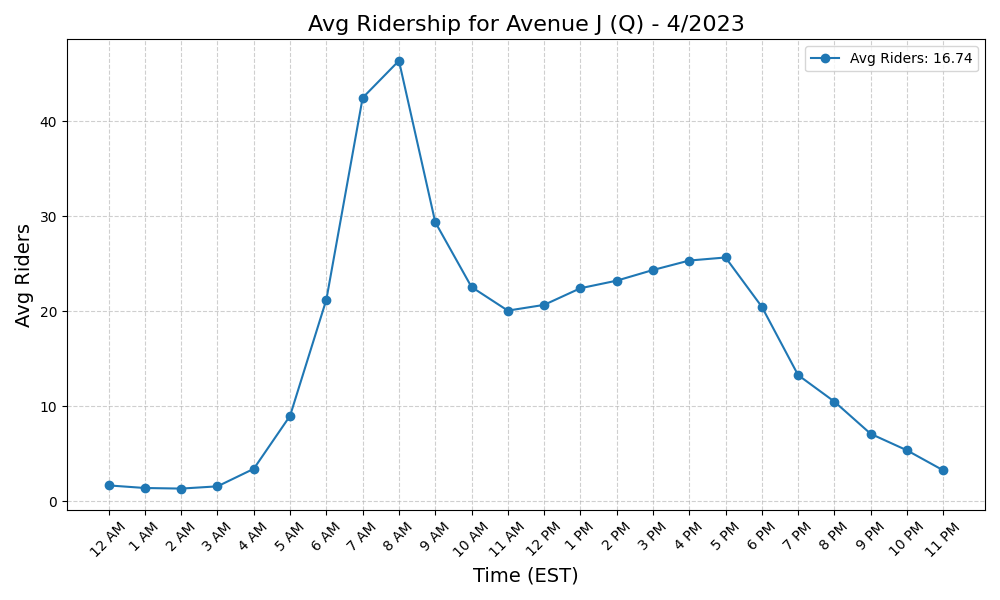 Avg Ridership for Avenue J (Q) - 4/2023
Avg Riders: 16.74
Avg Riders
40
30
20
10
0
12 AM
1 AM
2 AM
3 AM
4 AM
5 AM
6 AM
7 AM
8 AM
9 AM
10 AM
11 AM
12 PM
1 PM
2 PM
3 PM
4 PM
5 PM
6 PM
7 PM
8 PM
9 PM
10 PM
11 PM
Time (EST)